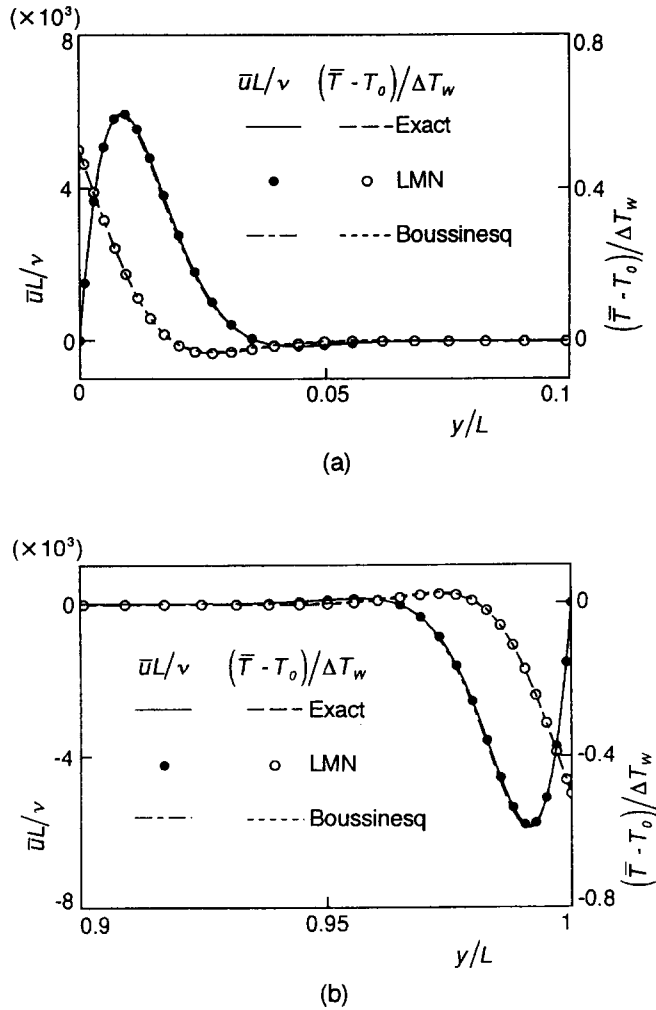 (×10³)
8
4
0
0.8
0.4
0
ūL/ν
(T̅ - T₀)/ΔT_w
ūL/ν (T̅ - T₀)/ΔT_w
Exact
LMN
Boussinesq
0 0.05 0.1
y/L
(a)
(×10³)
0
-4
-8
0
-0.4
-0.8
ūL/ν
(T̅ - T₀)/ΔT_w
ūL/ν (T̅ - T₀)/ΔT_w
Exact
LMN
Boussinesq
0.9 0.95 1
y/L
(b)